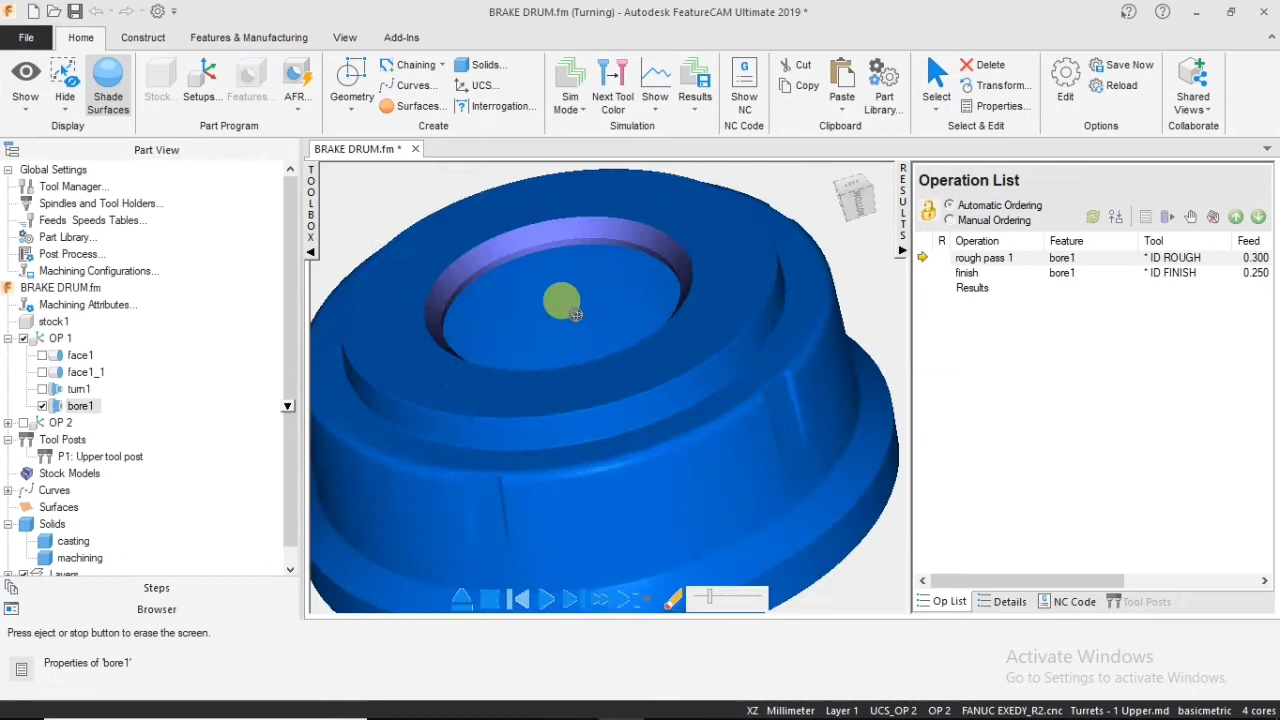 BRAKE DRUM.fm (Turning) - Autodesk FeatureCAM Ultimate 2019 *
File Home Construct Features & Manufacturing View Add-Ins
Show
Hide
Shade Surfaces
Display
Stock...
Setups...
Features...
AFR...
Part Program
Geometry
Chaining
Curves...
Surfaces...
Solids...
UCS...
Interrogation...
Create
Sim Mode
Next Tool Color
Show
Results
Simulation
G
Show NC
NC Code
Cut
Copy
Paste
Part Library...
Clipboard
Select
Delete
Transform...
Properties...
Select & Edit
Edit
Save Now
Reload
Options
Shared Views
Collaborate
Part View
Global Settings
Tool Manager...
Spindles and Tool Holders...
Feeds Speeds Tables...
Part Library...
Post Process...
Machining Configurations...
BRAKE DRUM.fm
Machining Attributes...
stock1
OP 1
face1
face1_1
turn1
bore1
OP 2
Tool Posts
P1: Upper tool post
Stock Models
Curves
Surfaces
Solids
casting
machining
Layers
Steps
Browser
BRAKE DRUM.fm *
TOOLBOX
LEFT
BOTTOM
RESULTS
Operation List
Automatic Ordering
Manual Ordering
R Operation Feature Tool Feed
rough pass 1 bore1 * ID ROUGH 0.300
finish bore1 * ID FINISH 0.250
Results
Op List Details G NC Code Tool Posts
Press eject or stop button to erase the screen.
Properties of 'bore1'
Activate Windows
Go to Settings to activate Windows.
XZ Millimeter Layer 1 UCS_OP 2 OP 2 FANUC EXEDY_R2.cnc Turrets - 1 Upper.md basicmetric 4 cores